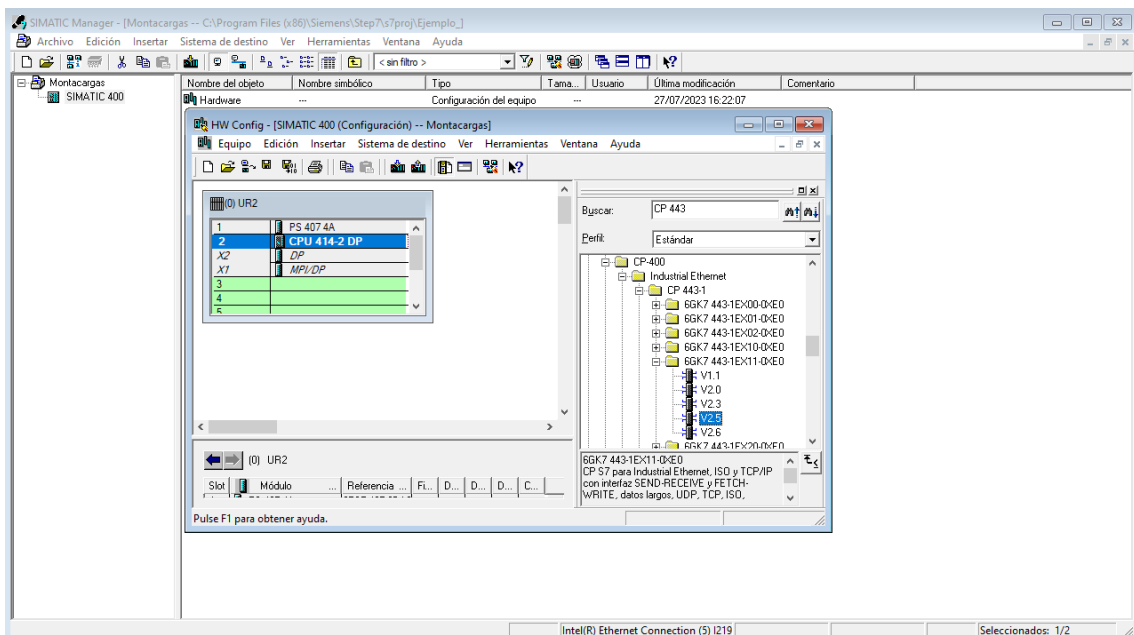 SIMATIC Manager - [Montacargas -- C:\Program Files (x86)\Siemens\Step7\s7proj\Ejemplo_]
Archivo Edición Insertar Sistema de destino Ver Herramientas Ventana Ayuda
< sin filtro >
Montacargas
SIMATIC 400
Nombre del objeto Nombre simbólico Tipo Tama... Usuario Última modificación Comentario
Hardware --- Configuración del equipo --- 27/07/2023 16:22:07
HW Config - [SIMATIC 400 (Configuración) -- Montacargas]
Equipo Edición Insertar Sistema de destino Ver Herramientas Ventana Ayuda
(0) UR2
1 PS 407 4A
2 CPU 414-2 DP
X2 DP
X1 MPI/DP
3
4
5
Buscar: CP 443
Perfil: Estándar
CP-400
Industrial Ethernet
CP 443-1
6GK7 443-1EX00-0XE0
6GK7 443-1EX01-0XE0
6GK7 443-1EX02-0XE0
6GK7 443-1EX10-0XE0
6GK7 443-1EX11-0XE0
V1.1
V2.0
V2.3
V2.5
V2.6
6GK7 443-1EX20-0XE0
(0) UR2
Slot Módulo ... Referencia ... Fi... D... D... D... C...
6GK7 443-1EX11-0XE0
CP S7 para Industrial Ethernet, ISO y TCP/IP
con interfaz SEND-RECEIVE y FETCH-
WRITE, datos largos, UDP, TCP, ISO,
Pulse F1 para obtener ayuda.
Intel(R) Ethernet Connection (5) I219
Seleccionados: 1/2